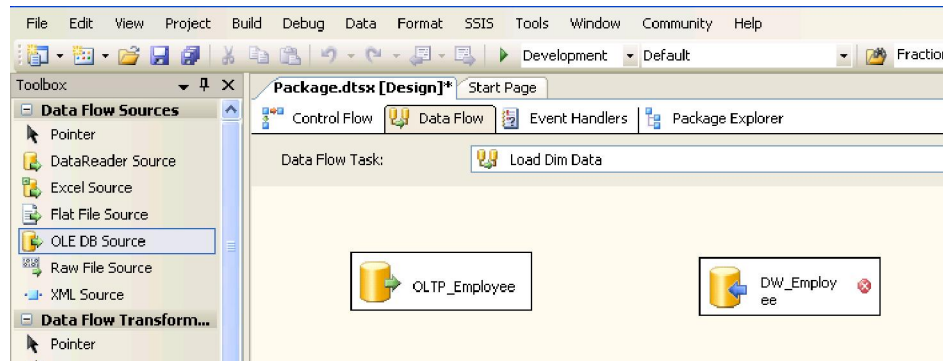 File Edit View Project Build Debug Data Format SSIS Tools Window Community Help
Development Default Fraction
Toolbox
Package.dtsx [Design]* Start Page
Data Flow Sources
Control Flow Data Flow Event Handlers Package Explorer
Pointer
DataReader Source
Data Flow Task: Load Dim Data
Excel Source
Flat File Source
OLE DB Source
Raw File Source
XML Source
OLTP_Employee
DW_Employ
ee
Data Flow Transform...
Pointer